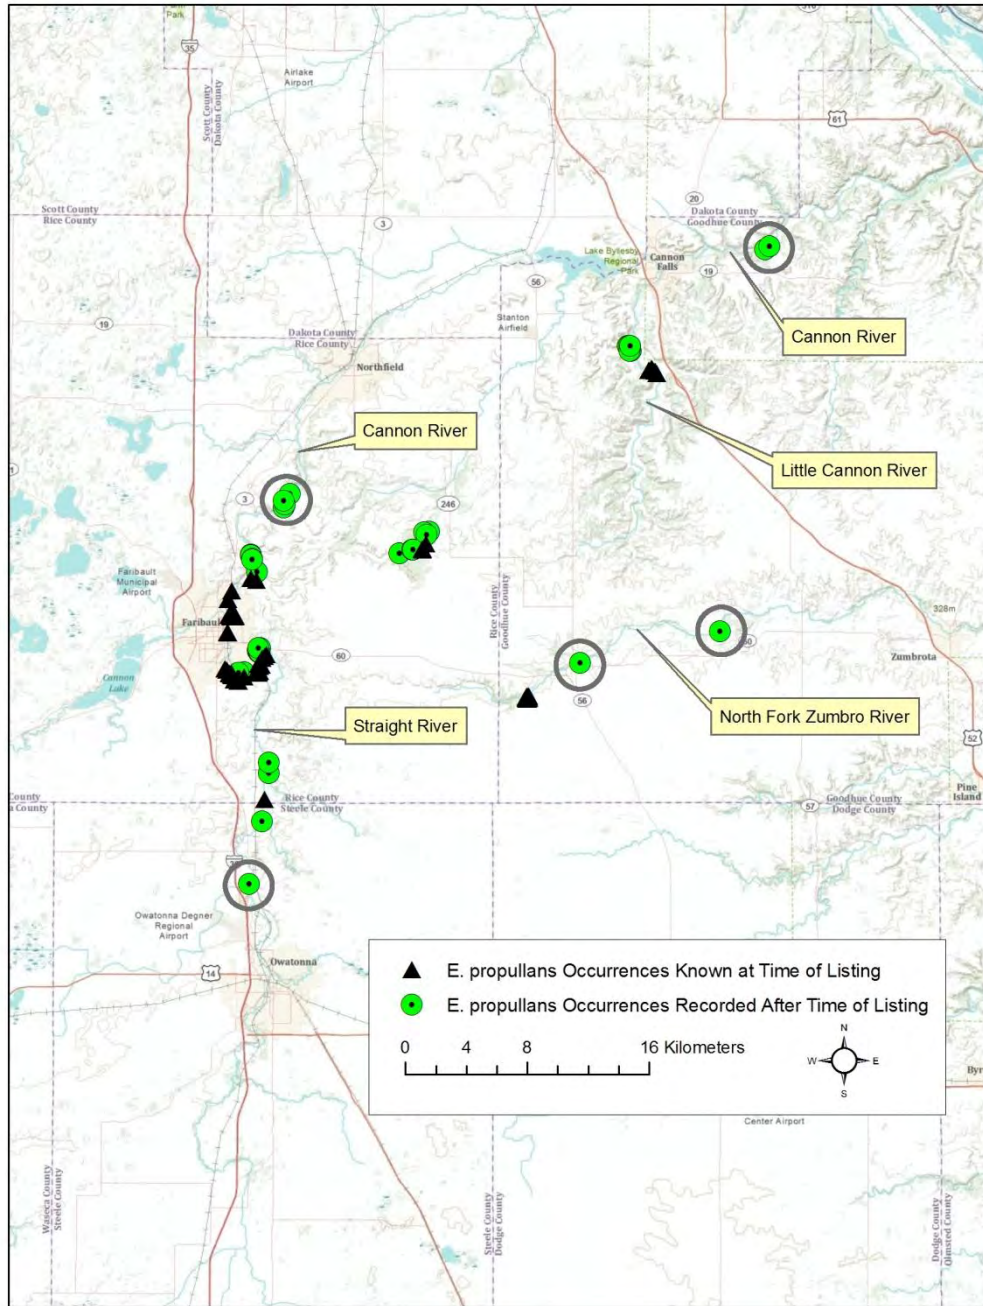 Park
35
Airlake
Airport
Scott County
Dakota County
61
Scott County
Rice County
20
3
Dakota County
Goodhue County
Lake Byllesby
Regional
Park
Cannon
Falls
19
56
Cannon River
19
Stanton
Airfield
Dakota County
Rice County
Northfield
Cannon River
Little Cannon River
3
246
Faribault
Municipal
Airport
Rice County
Goodhue County
328m
Faribault
60
60
Zumbrota
Cannon
Lake
56
North Fork Zumbro River
Straight River
52
Pine
Island
County
County
Rice County
Steele County
Goodhue County
Dodge County
57
35
Owatonna Degner
Regional
Airport
Owatonna
14
E. propullans Occurrences Known at Time of Listing
E. propullans Occurrences Recorded After Time of Listing
0 4 8 16 Kilometers
N
W E
S
Byr
Center Airport
Waseca County
Steele County
Steele County
Dodge County
Dodge County
Olmsted County